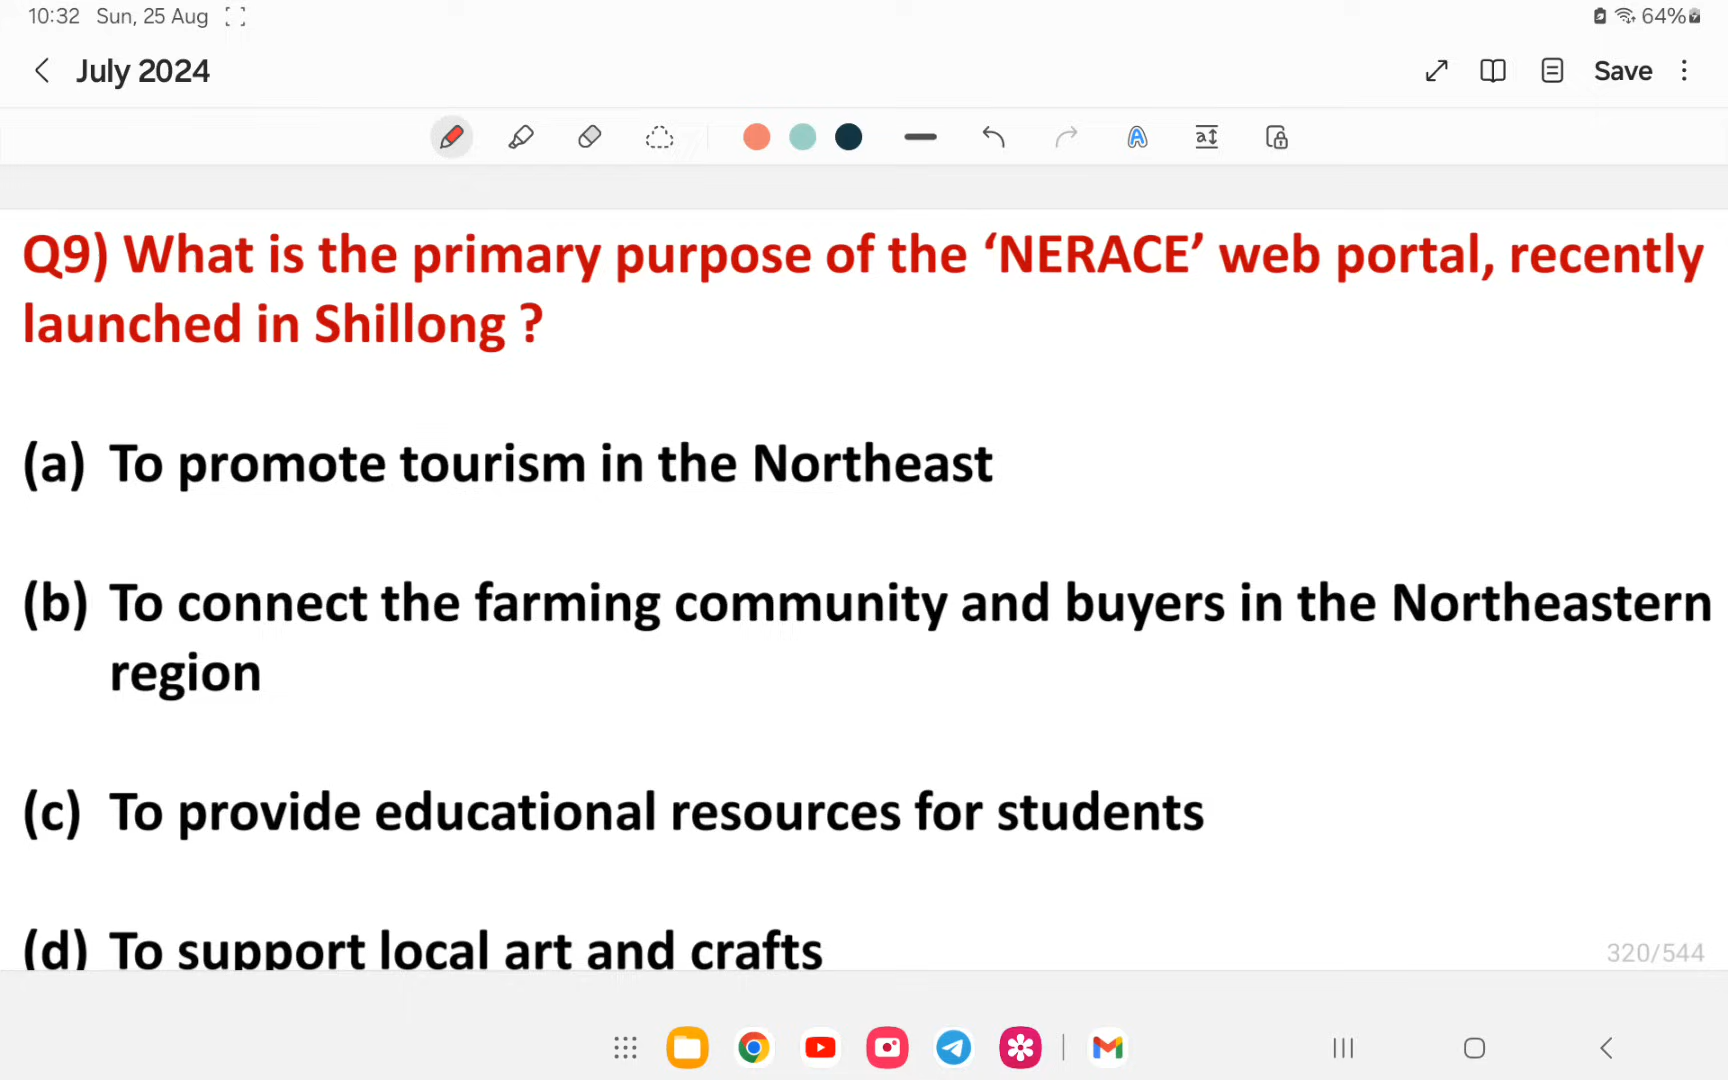 10:32 Sun, 25 Aug 64%
July 2024 Save
Q9) What is the primary purpose of the ‘NERACE’ web portal, recently
launched in Shillong ?
(a) To promote tourism in the Northeast
(b) To connect the farming community and buyers in the Northeastern
region
(c) To provide educational resources for students
(d) To support local art and crafts
320/544